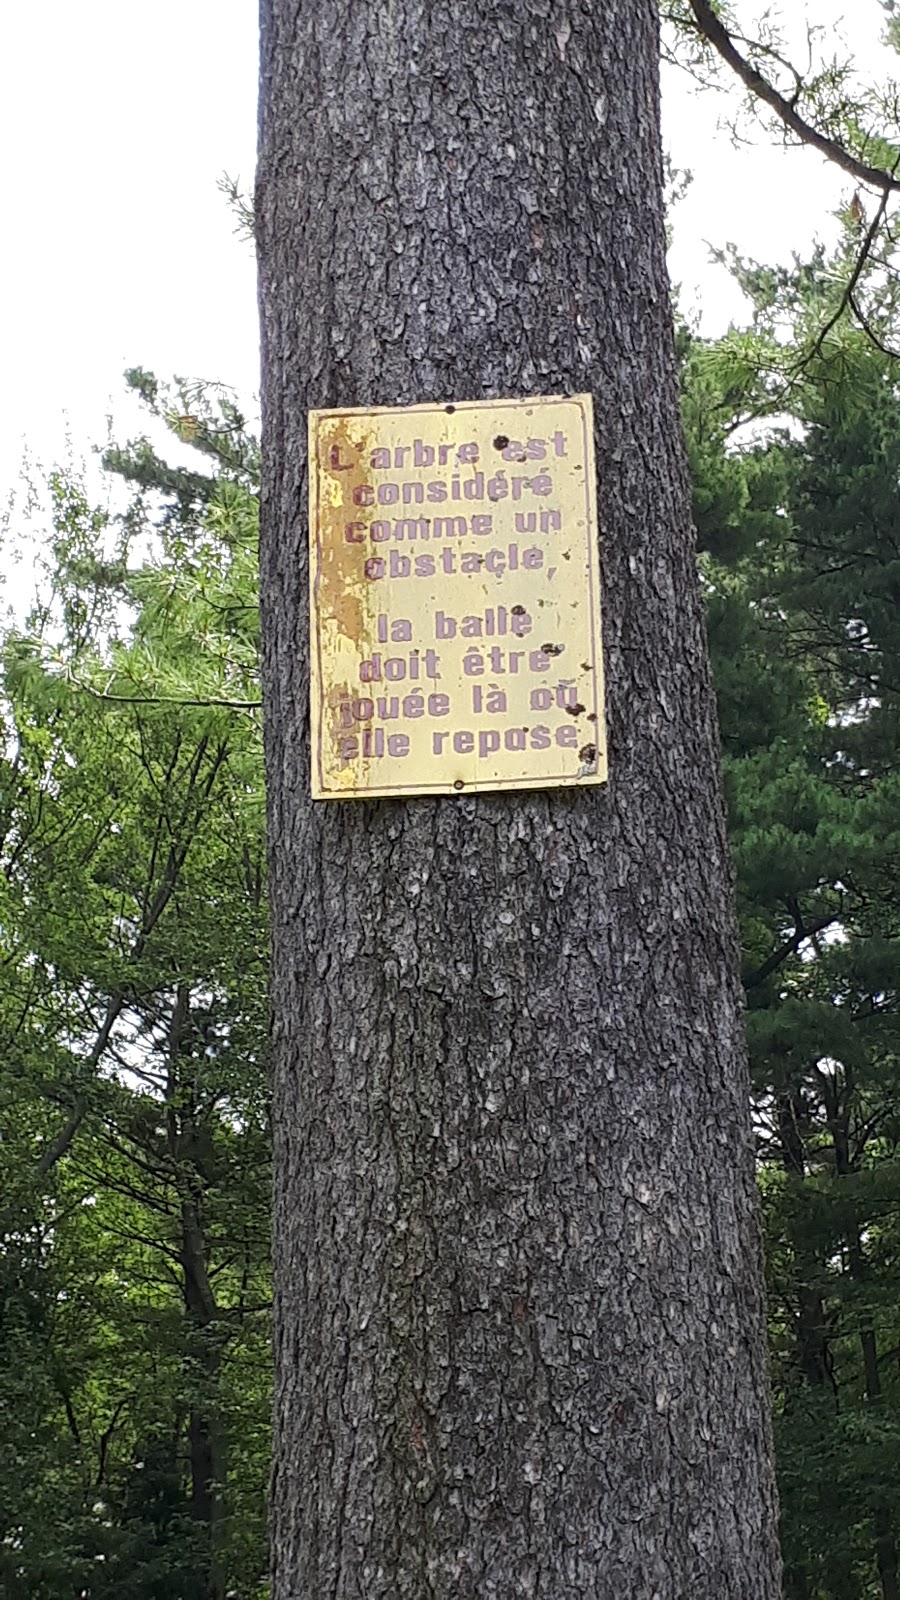 L'arbre est
considéré
comme un
obstacle,
la balle
doit être
jouée là où
elle repose